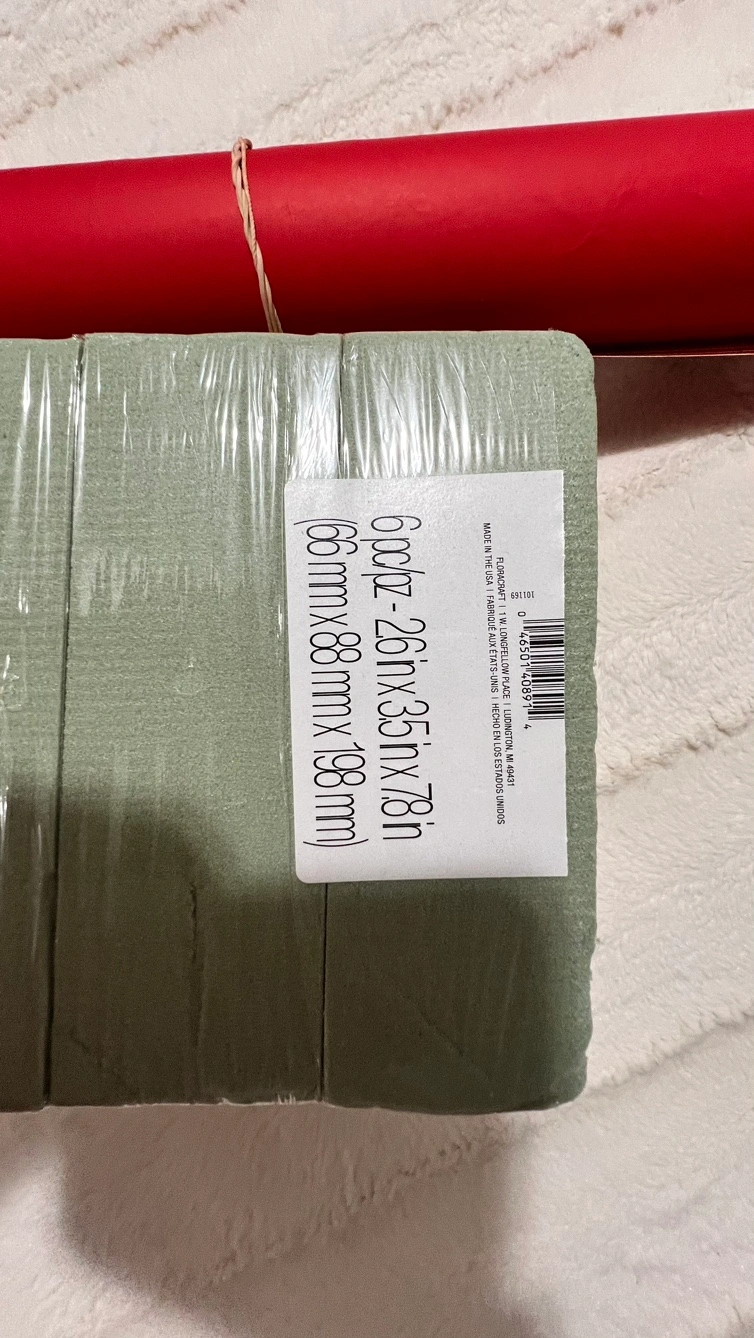 101169
0 46501 40891 4
FLORACRAFT | 1 W. LONGFELLOW PLACE | LUDINGTON, MI 49431
MADE IN THE USA | FABRIQUÉ AUX ÉTATS-UNIS | HECHO EN LOS ESTADOS UNIDOS
6 pc/pz - 2.6 in x 3.5 in x 7.8 in
(66 mm x 88 mm x 198 mm)